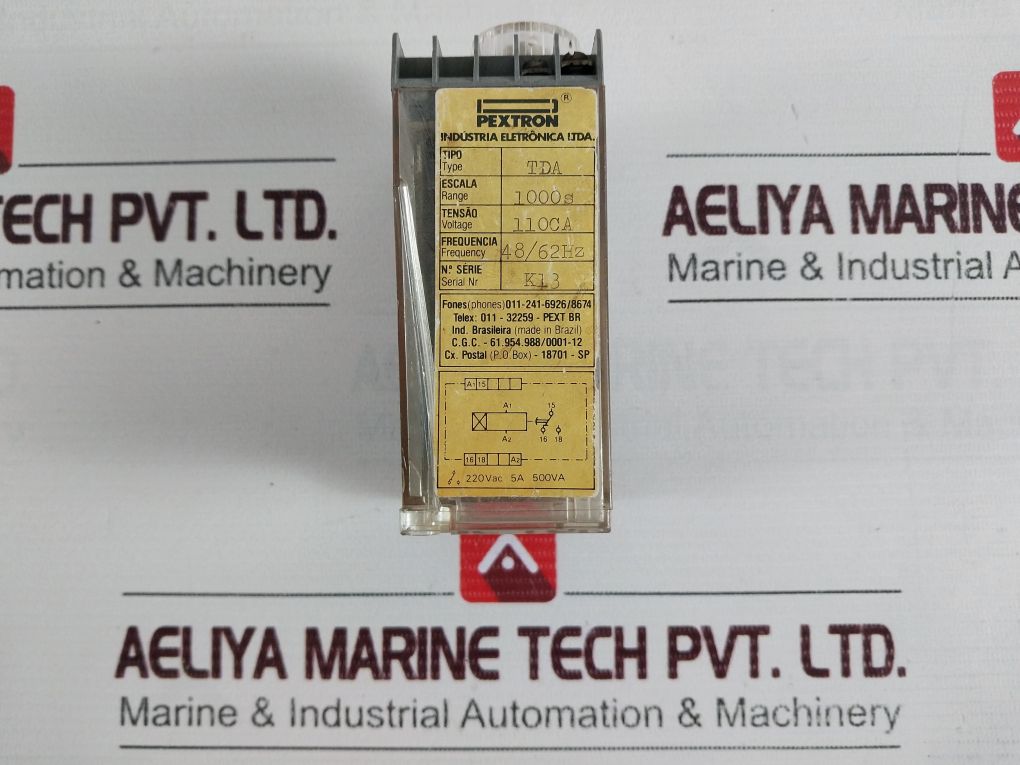 PEXTRON ®
INDÚSTRIA ELETRÔNICA LTDA.
TIPO
Type TDA
ESCALA
Range 1000s
TENSÃO
Voltage 110CA
FREQUENCIA
Frequency 48/62Hz
Nº SÉRIE
Serial Nr K13
Fones (phones) 011-241-6926/8674
Telex: 011 - 32259 - PEXT BR
Ind. Brasileira (made in Brazil)
C.G.C. - 61.954.988/0001-12
Cx. Postal (P.O Box) - 18701 - SP
A1 15
A1 15
A2 16 18
16 18 A2
220Vac 5A 500VA
TECH PVT. LTD.
omation & Machinery
AELIYA MARINE
Marine & Industrial A
AELIYA MARINE TECH PVT. LTD.
Marine & Industrial Automation & Machinery